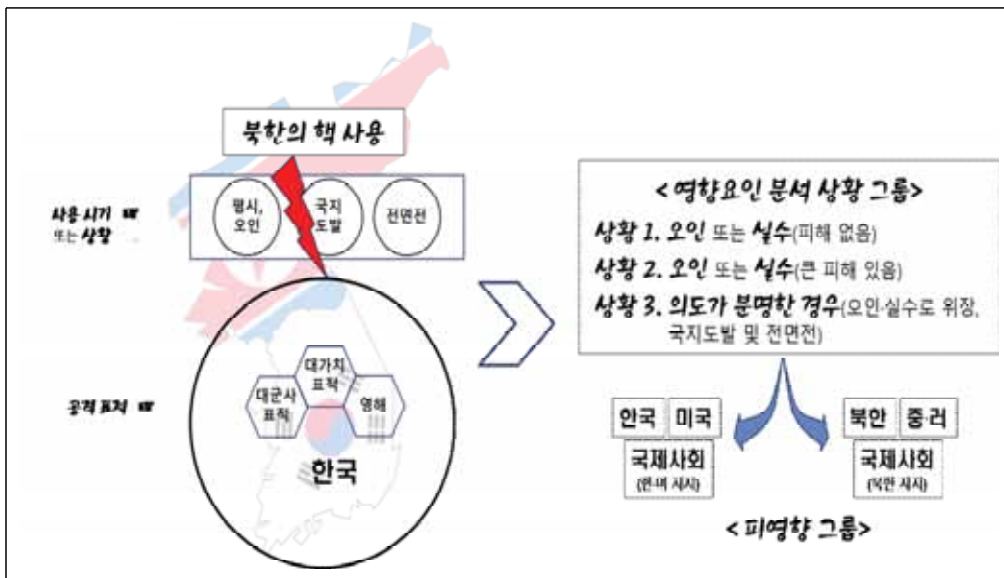 북한의 핵 사용
사용 시기 ☞
또는 상황
평시,
오인
국지
도발
전면전
공격 표적 ☞
대군사
표적
대가치
표적
영해
한국
<영향요인 분석 상황 그룹>
상황 1. 오인 또는 실수(피해 없음)
상황 2. 오인 또는 실수(큰 피해 있음)
상황 3. 의도가 분명한 경우(오인·실수로 위장,
국지도발 및 전면전)
한국 미국
국제사회
(한·미 지지)
북한 중·러
국제사회
(북한 지지)
<피영향 그룹>